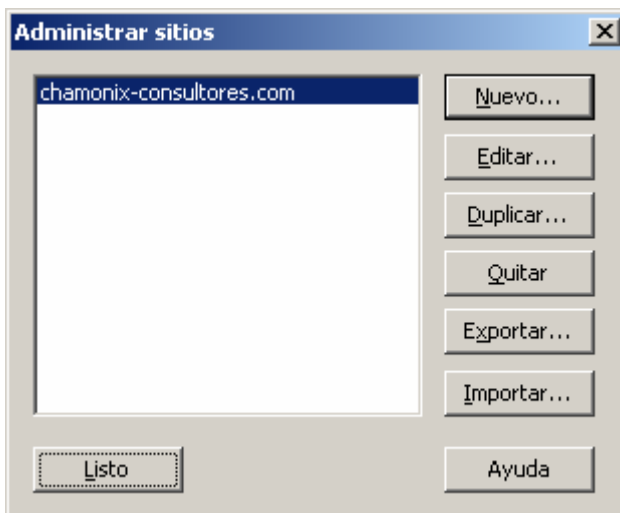 Administrar sitios
chamonix-consultores.com
Nuevo...
Editar...
Duplicar...
Quitar
Exportar...
Importar...
Listo
Ayuda